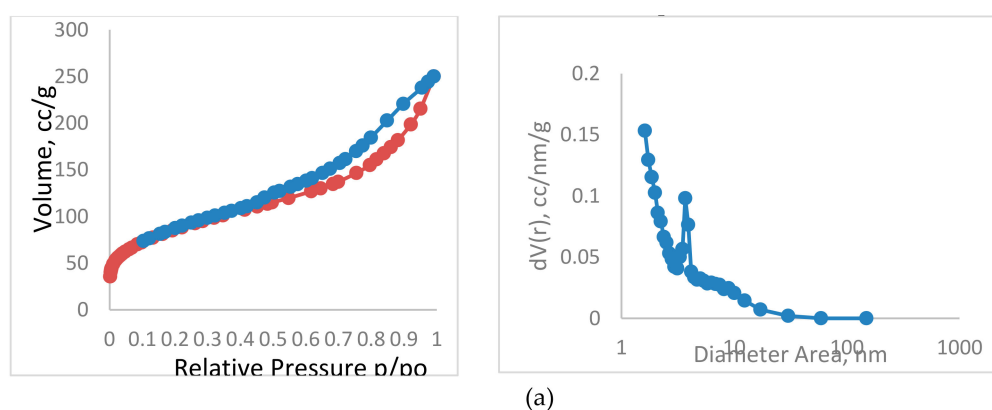 300
250
200
150
100
50
0
Volume, cc/g
0 0.1 0.2 0.3 0.4 0.5 0.6 0.7 0.8 0.9 1
Relative Pressure p/po
0.2
0.15
0.1
0.05
0
dV(r), cc/nm/g
1 10 100 1000
Diameter Area, nm
(a)